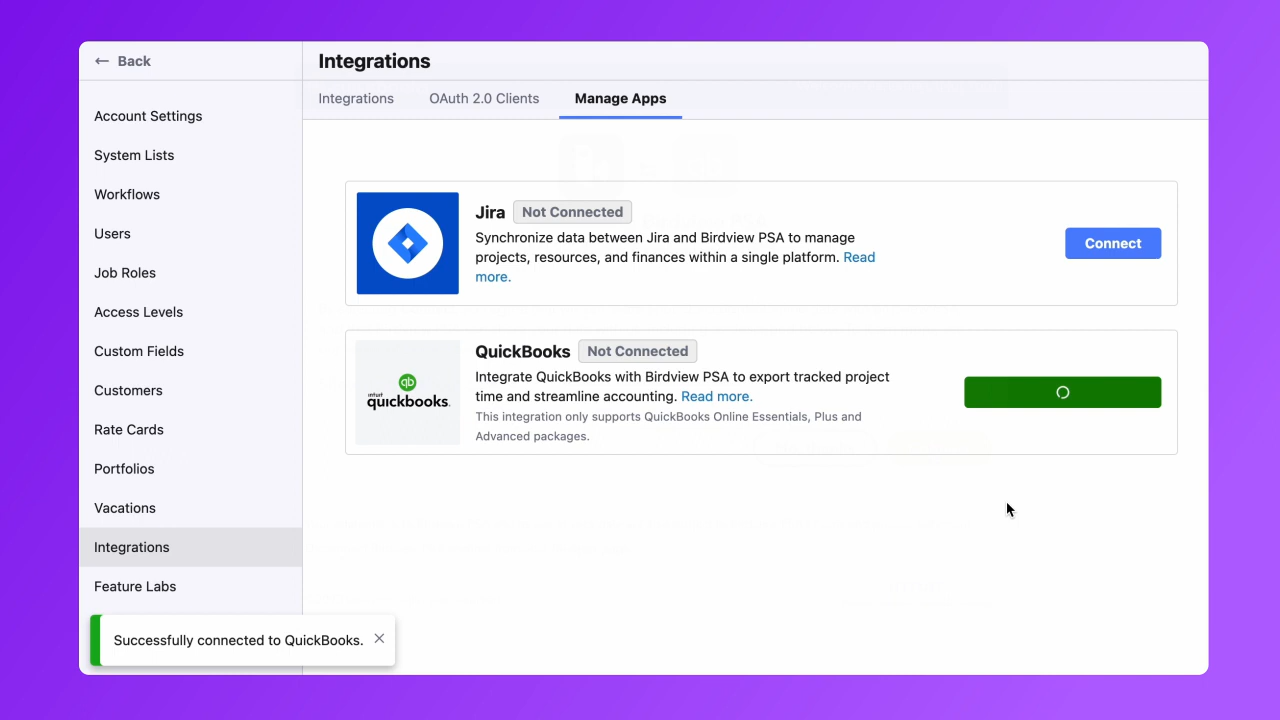 ← Back
Integrations
Integrations OAuth 2.0 Clients Manage Apps
Account Settings
System Lists
Workflows
Users
Job Roles
Access Levels
Custom Fields
Customers
Rate Cards
Portfolios
Vacations
Integrations
Feature Labs
Jira Not Connected
Synchronize data between Jira and Birdview PSA to manage
projects, resources, and finances within a single platform. Read
more.
Connect
qb
intuit
quickbooks.
QuickBooks Not Connected
Integrate QuickBooks with Birdview PSA to export tracked project
time and streamline accounting. Read more.
This integration only supports QuickBooks Online Essentials, Plus and
Advanced packages.
Successfully connected to QuickBooks.